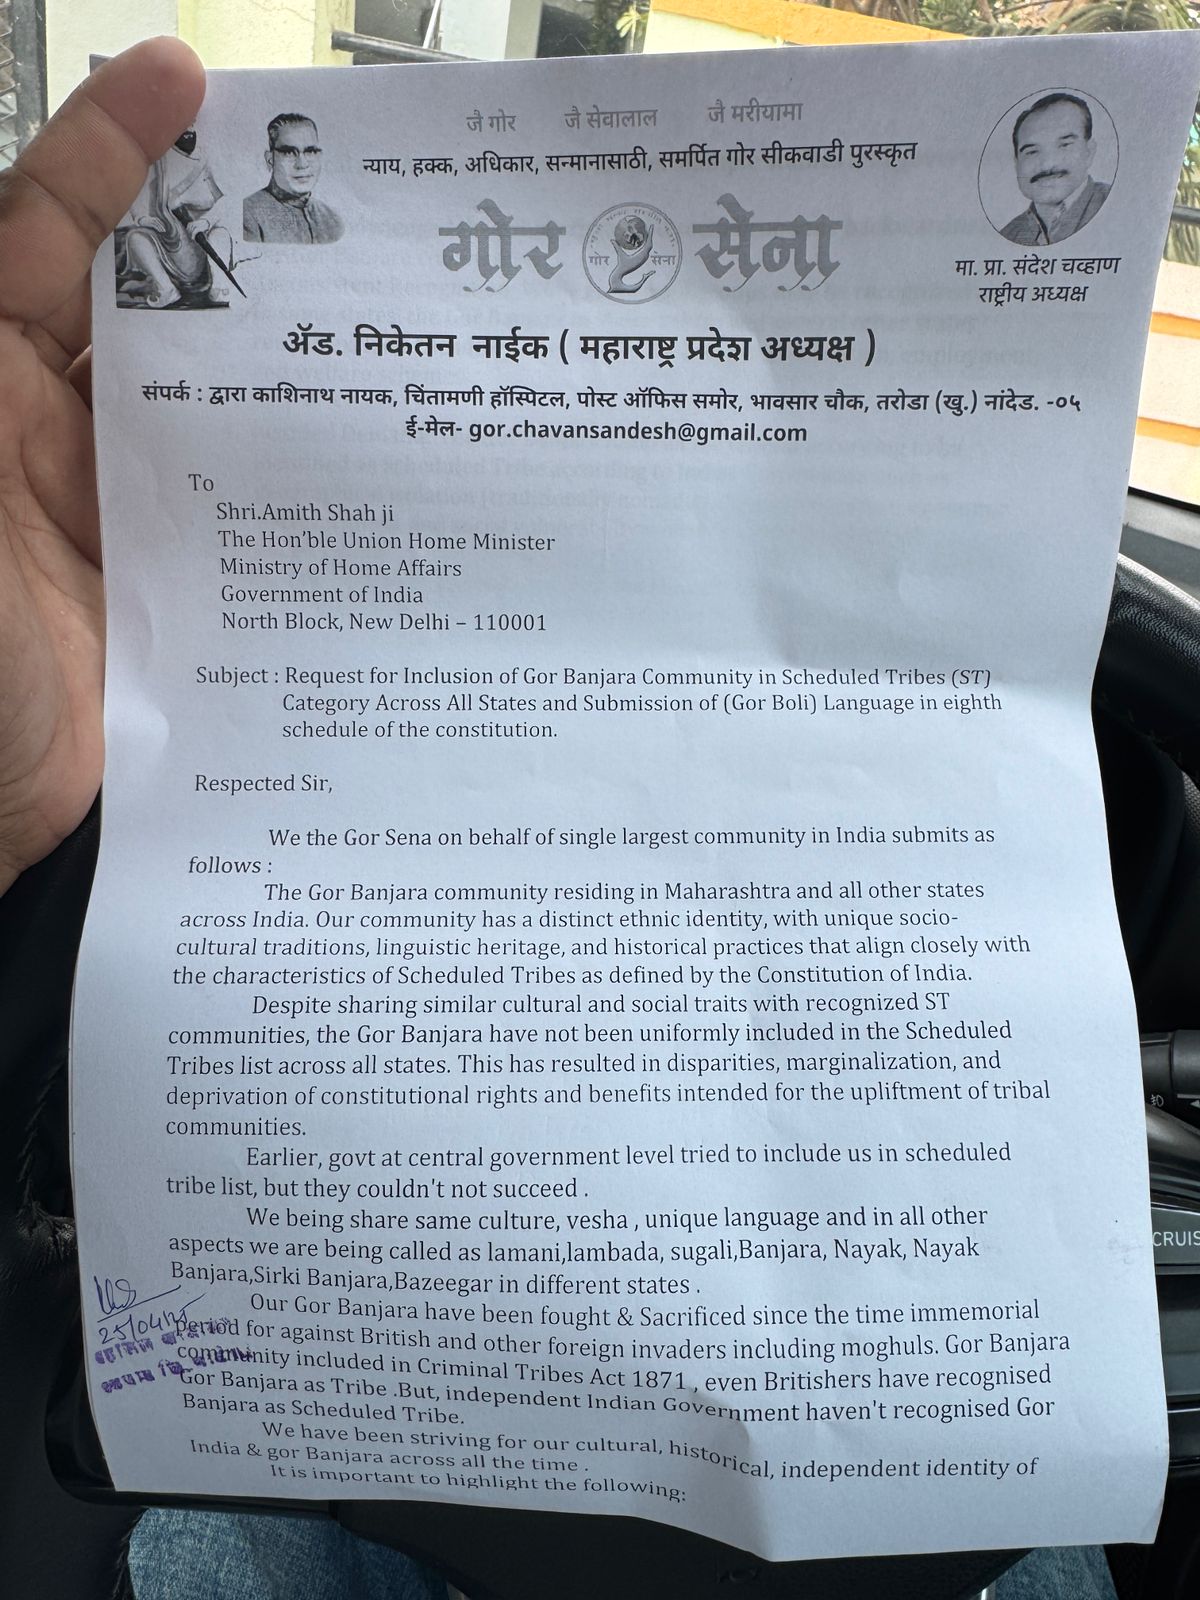 जै गोर जै सेवालाल जै मरीयामा
न्याय, हक्क, अधिकार, सन्मानासाठी, समर्पित गोर सीकवाडी पुरस्कृत
गोर सेना
गोर सेना
मा. प्रा. संदेश चव्हाण
राष्ट्रीय अध्यक्ष
ॲड. निकेतन नाईक ( महाराष्ट्र प्रदेश अध्यक्ष )
संपर्क : द्वारा काशिनाथ नायक, चिंतामणी हॉस्पिटल, पोस्ट ऑफिस समोर, भावसार चौक, तरोडा (खु.) नांदेड. -०५
ई-मेल- gor.chavansandesh@gmail.com
To
Shri.Amith Shah ji
The Hon'ble Union Home Minister
Ministry of Home Affairs
Government of India
North Block, New Delhi – 110001
Subject : Request for Inclusion of Gor Banjara Community in Scheduled Tribes (ST)
Category Across All States and Submission of (Gor Boli) Language in eighth
schedule of the constitution.
Respected Sir,
We the Gor Sena on behalf of single largest community in India submits as
follows :
The Gor Banjara community residing in Maharashtra and all other states
across India. Our community has a distinct ethnic identity, with unique socio-
cultural traditions, linguistic heritage, and historical practices that align closely with
the characteristics of Scheduled Tribes as defined by the Constitution of India.
Despite sharing similar cultural and social traits with recognized ST
communities, the Gor Banjara have not been uniformly included in the Scheduled
Tribes list across all states. This has resulted in disparities, marginalization, and
deprivation of constitutional rights and benefits intended for the upliftment of tribal
communities.
Earlier, govt at central government level tried to include us in scheduled
tribe list, but they couldn't not succeed .
We being share same culture, vesha , unique language and in all other
aspects we are being called as lamani,lambada, sugali,Banjara, Nayak, Nayak
Banjara,Sirki Banjara,Bazeegar in different states .
Our Gor Banjara have been fought & Sacrificed since the time immemorial
period for against British and other foreign invaders including moghuls. Gor Banjara
community included in Criminal Tribes Act 1871 , even Britishers have recognised
Gor Banjara as Tribe .But, independent Indian Government haven't recognised Gor
Banjara as Scheduled Tribe.
We have been striving for our cultural, historical, independent identity of
India & gor Banjara across all the time .
It is important to highlight the following:
25/04/